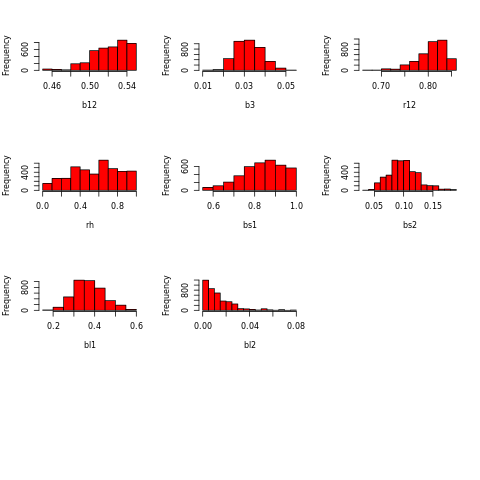 Frequency
0 600
0.46 0.50 0.54
b12
Frequency
0 800
0.01 0.03 0.05
b3
Frequency
0 800
0.70 0.80
r12
Frequency
0 400
0.0 0.4 0.8
rh
Frequency
0 600
0.6 0.8 1.0
bs1
Frequency
0 400
0.05 0.10 0.15
bs2
Frequency
0 800
0.2 0.4 0.6
bl1
Frequency
0 800
0.00 0.04 0.08
bl2